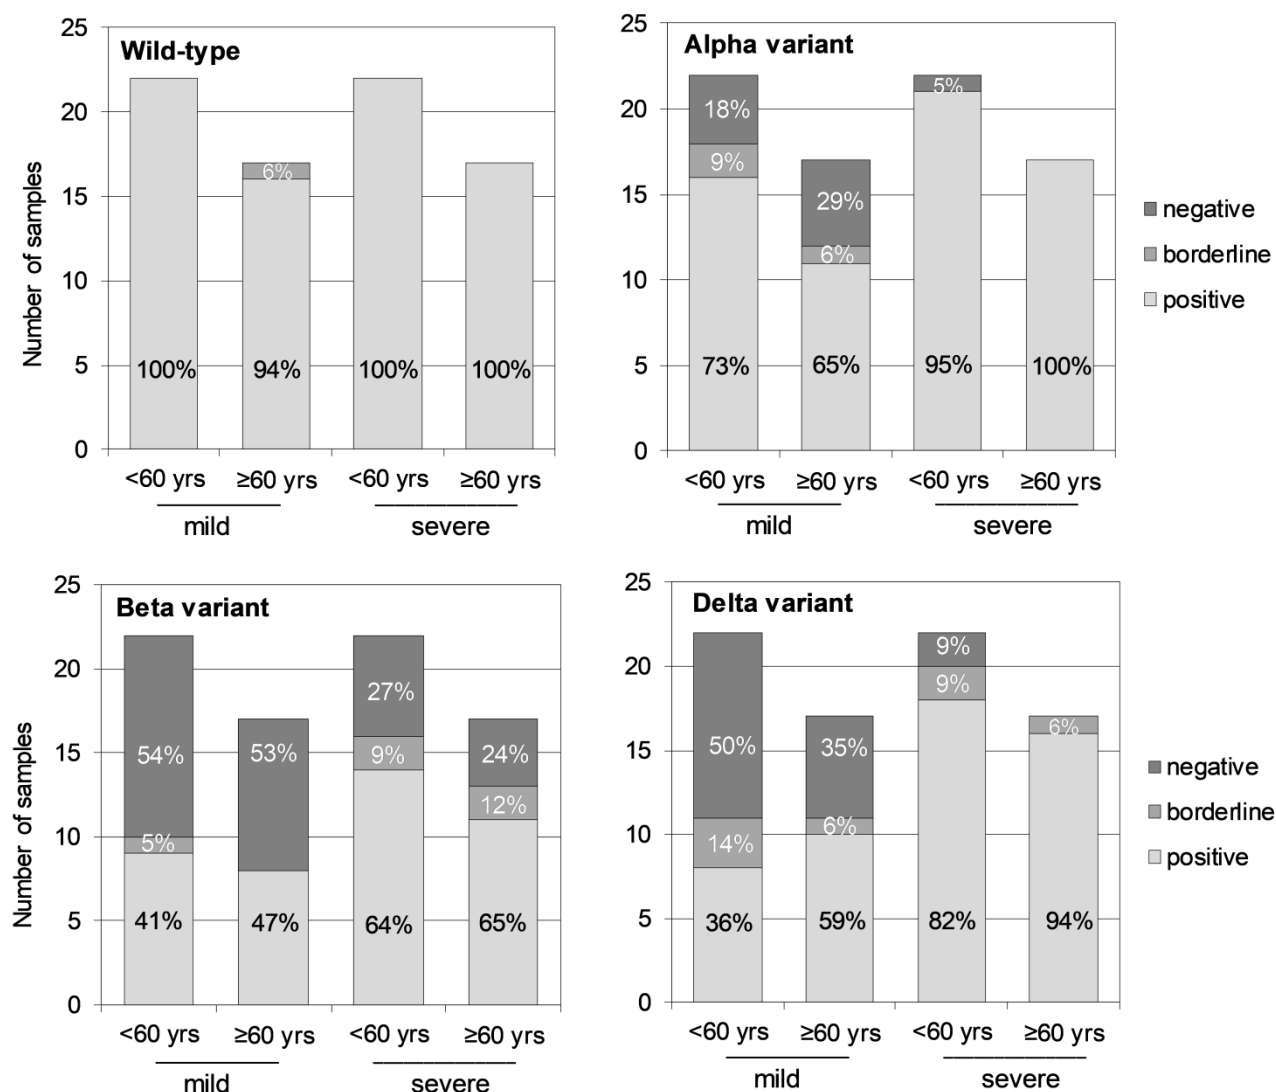 Wild-type
25
20
15
10
5
0
Number of samples
6%
100% 94% 100% 100%
<60 yrs ≥60 yrs <60 yrs ≥60 yrs
mild severe
Alpha variant
25
20
15
10
5
0
18%
9%
29%
6%
5%
73% 65% 95% 100%
<60 yrs ≥60 yrs <60 yrs ≥60 yrs
mild severe
negative
borderline
positive
Beta variant
25
20
15
10
5
0
Number of samples
54% 53% 27% 24%
5% 9% 12%
41% 47% 64% 65%
<60 yrs ≥60 yrs <60 yrs ≥60 yrs
mild severe
Delta variant
25
20
15
10
5
0
50% 35% 9%
14% 6% 9% 6%
36% 59% 82% 94%
<60 yrs ≥60 yrs <60 yrs ≥60 yrs
mild severe
negative
borderline
positive